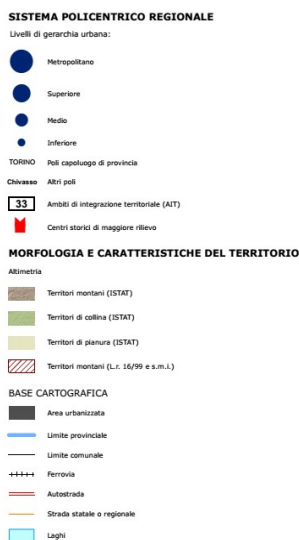 SISTEMA POLICENTRICO REGIONALE
Livelli di gerarchia urbana:
Metropolitano
Superiore
Medio
Inferiore
TORINO Poli capoluogo di provincia
Chivasso Altri poli
33 Ambiti di integrazione territoriale (AIT)
Centri storici di maggiore rilievo
MORFOLOGIA E CARATTERISTICHE DEL TERRITORIO
Altimetria
Territori montani (ISTAT)
Territori di collina (ISTAT)
Territori di pianura (ISTAT)
Territori montani (L.r. 16/99 e s.m.i.)
BASE CARTOGRAFICA
Area urbanizzata
Limite provinciale
Limite comunale
Ferrovia
Autostrada
Strada statale o regionale
Laghi